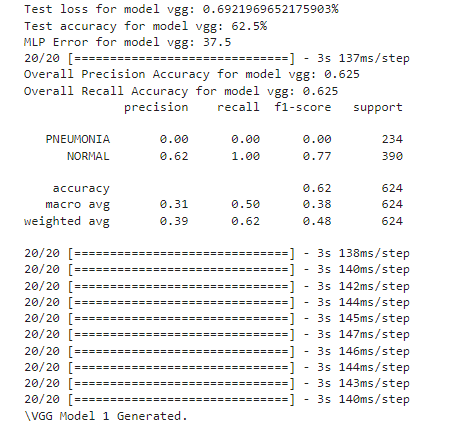 Test loss for model vgg: 0.6921969652175903%
Test accuracy for model vgg: 62.5%
MLP Error for model vgg: 37.5
20/20 [==============================] - 3s 137ms/step
Overall Precision Accuracy for model vgg: 0.625
Overall Recall Accuracy for model vgg: 0.625
precision recall f1-score support
PNEUMONIA 0.00 0.00 0.00 234
NORMAL 0.62 1.00 0.77 390
accuracy 0.62 624
macro avg 0.31 0.50 0.38 624
weighted avg 0.39 0.62 0.48 624
20/20 [==============================] - 3s 138ms/step
20/20 [==============================] - 3s 140ms/step
20/20 [==============================] - 3s 142ms/step
20/20 [==============================] - 3s 144ms/step
20/20 [==============================] - 3s 145ms/step
20/20 [==============================] - 3s 147ms/step
20/20 [==============================] - 3s 146ms/step
20/20 [==============================] - 3s 144ms/step
20/20 [==============================] - 3s 143ms/step
20/20 [==============================] - 3s 140ms/step
\VGG Model 1 Generated.